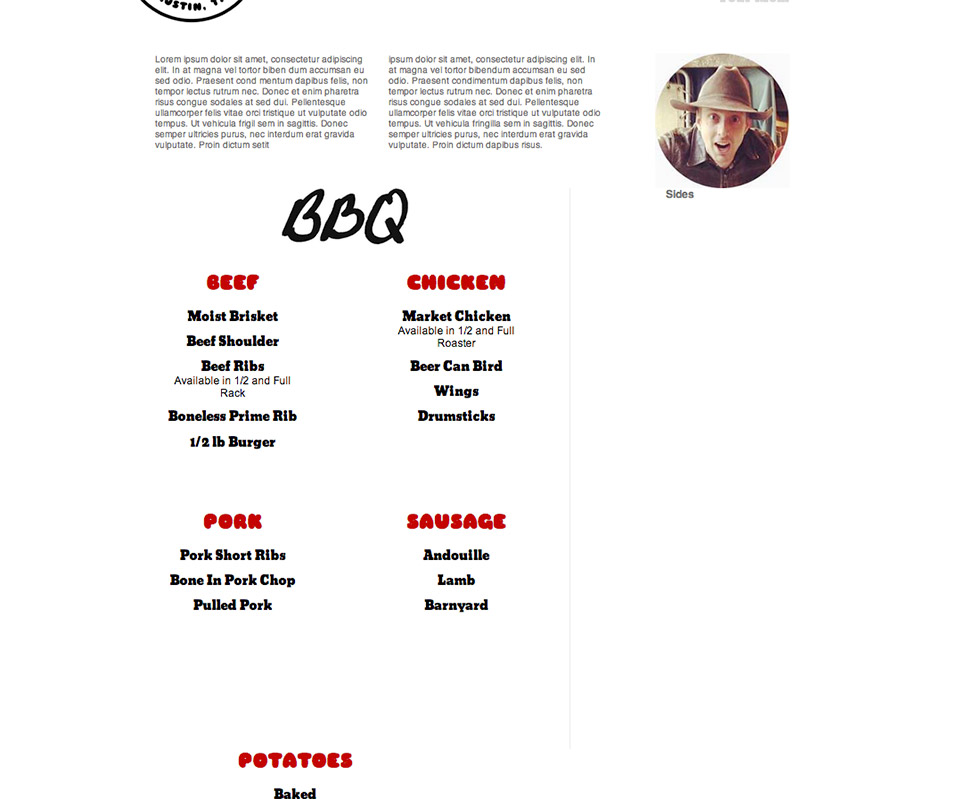 AUSTIN, T
Lorem ipsum dolor sit amet, consectetur adipiscing
elit. In at magna vel tortor biben dum accumsan eu
sed odio. Praesent cond mentum dapibus felis, non
tempor lectus rutrum nec. Donec et enim pharetra
risus congue sodales at sed dui. Pellentesque
ullamcorper felis vitae orci tristique ut vulputate odio
tempus. Ut vehicula frigil sem in sagittis. Donec
semper ultricies purus, nec interdum erat gravida
vulputate. Proin dictum setit
ipsum dolor sit amet, consectetur adipiscing elit. In
at magna vel tortor bibendum accumsan eu sed
odio. Praesent condimentum dapibus felis, non
tempor lectus rutrum nec. Donec et enim pharetra
risus congue sodales at sed dui. Pellentesque
ullamcorper felis vitae orci tristique ut vulputate odio
tempus. Ut vehicula fringilla sem in sagittis. Donec
semper ultricies purus, nec interdum erat gravida
vulputate. Proin dictum dapibus risus.
Sides
BBQ
BEEF
Moist Brisket
Beef Shoulder
Beef Ribs
Available in 1/2 and Full
Rack
Boneless Prime Rib
1/2 lb Burger
CHICKEN
Market Chicken
Available in 1/2 and Full
Roaster
Beer Can Bird
Wings
Drumsticks
PORK
Pork Short Ribs
Bone In Pork Chop
Pulled Pork
SAUSAGE
Andouille
Lamb
Barnyard
POTATOES
Baked